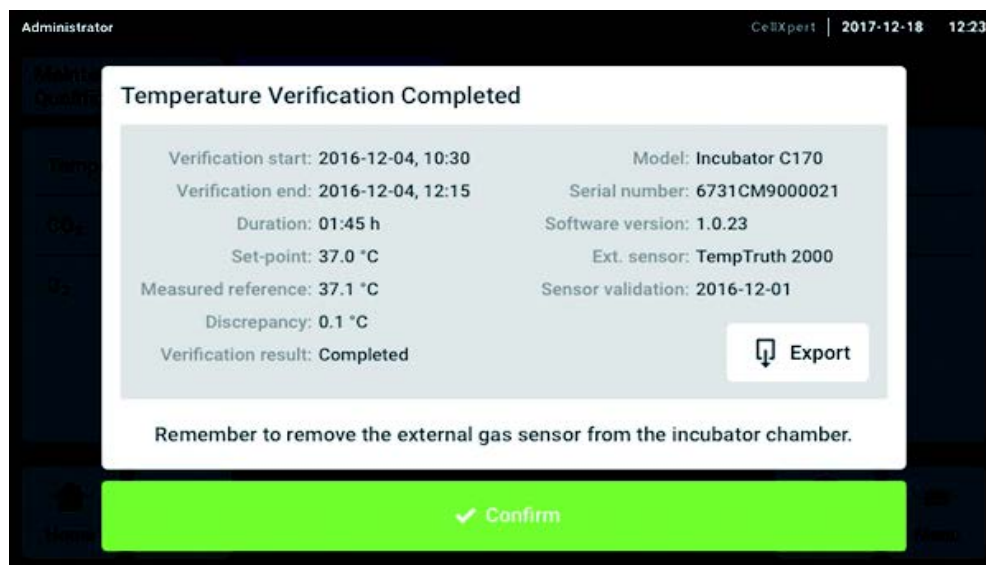 Administrator
CellXpert | 2017-12-18 12:23
Temperature Verification Completed
Verification start: 2016-12-04, 10:30
Verification end: 2016-12-04, 12:15
Duration: 01:45 h
Set-point: 37.0 °C
Measured reference: 37.1 °C
Discrepancy: 0.1 °C
Verification result: Completed
Model: Incubator C170
Serial number: 6731CM9000021
Software version: 1.0.23
Ext. sensor: TempTruth 2000
Sensor validation: 2016-12-01
Export
Remember to remove the external gas sensor from the incubator chamber.
Confirm
Home
Menu